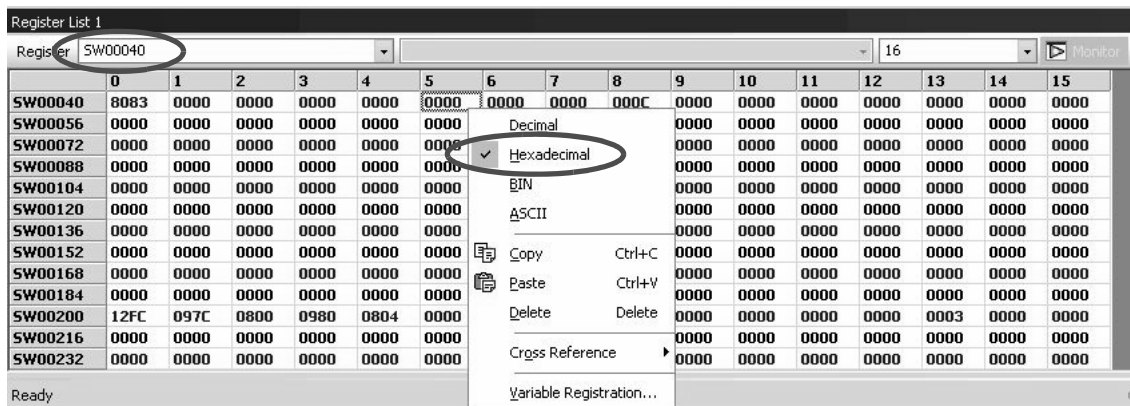 Register List 1
Register SW00040 16 Monitor
0 1 2 3 4 5 6 7 8 9 10 11 12 13 14 15
SW00040 8083 0000 0000 0000 0000 0000 0000 0000 000C 0000 0000 0000 0000 0000 0000 0000
SW00056 0000 0000 0000 0000 0000 0000 Decimal 0000 0000 0000 0000 0000 0000 0000
SW00072 0000 0000 0000 0000 0000 0000 Hexadecimal 0000 0000 0000 0000 0000 0000 0000
SW00088 0000 0000 0000 0000 0000 0000 0000 0000 0000 0000 0000 0000 0000
SW00104 0000 0000 0000 0000 0000 0000 BIN 0000 0000 0000 0000 0000 0000 0000
SW00120 0000 0000 0000 0000 0000 0000 ASCII 0000 0000 0000 0000 0000 0000 0000
SW00136 0000 0000 0000 0000 0000 0000 0000 0000 0000 0000 0000 0000 0000
SW00152 0000 0000 0000 0000 0000 0000 Copy Ctrl+C 0000 0000 0000 0000 0000 0000 0000
SW00168 0000 0000 0000 0000 0000 0000 Paste Ctrl+V 0000 0000 0000 0000 0000 0000 0000
SW00184 0000 0000 0000 0000 0000 0000 0000 0000 0000 0000 0000 0000 0000
SW00200 12FC 097C 0800 0980 0804 0000 Delete Delete 0000 0000 0000 0000 0003 0000 0000
SW00216 0000 0000 0000 0000 0000 0000 0000 0000 0000 0000 0000 0000 0000
SW00232 0000 0000 0000 0000 0000 0000 Cross Reference 0000 0000 0000 0000 0000 0000 0000
Ready Variable Registration...